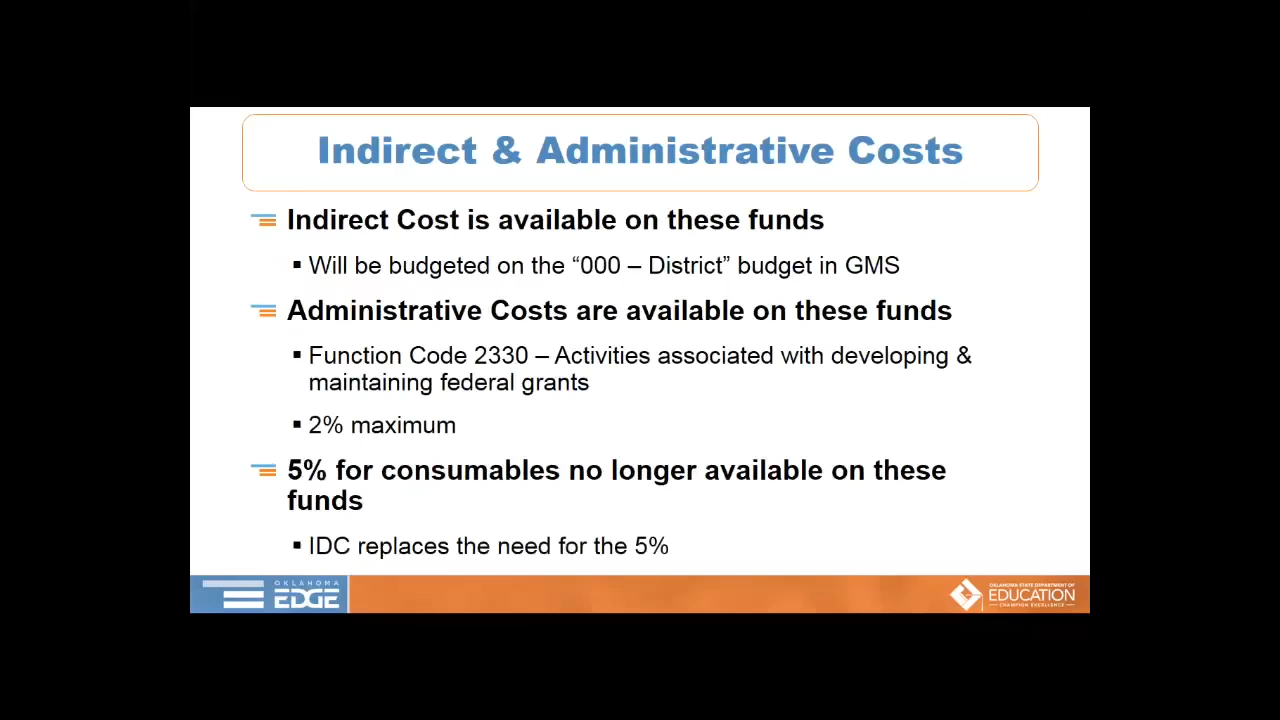 Indirect & Administrative Costs
Indirect Cost is available on these funds
▪ Will be budgeted on the “000 – District” budget in GMS
Administrative Costs are available on these funds
▪ Function Code 2330 – Activities associated with developing &
maintaining federal grants
▪ 2% maximum
5% for consumables no longer available on these
funds
▪ IDC replaces the need for the 5%
OKLAHOMA
EDGE
OKLAHOMA STATE DEPARTMENT OF
EDUCATION
CHAMPION EXCELLENCE